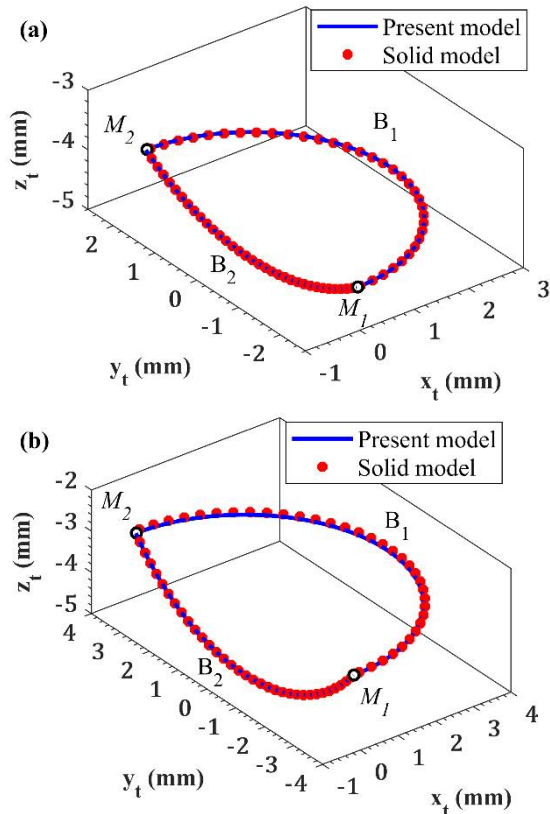 (a)
Present model
Solid model
-3
-4
-5
z_t (mm)
M_2
B_1
B_2
M_1
2
1
0
-1
-2
y_t (mm)
-1
0
1
2
3
x_t (mm)
(b)
Present model
Solid model
-2
-3
-4
-5
z_t (mm)
M_2
B_1
B_2
M_1
4
3
2
1
0
-1
-2
-3
-4
y_t (mm)
-1
0
1
2
3
4
x_t (mm)